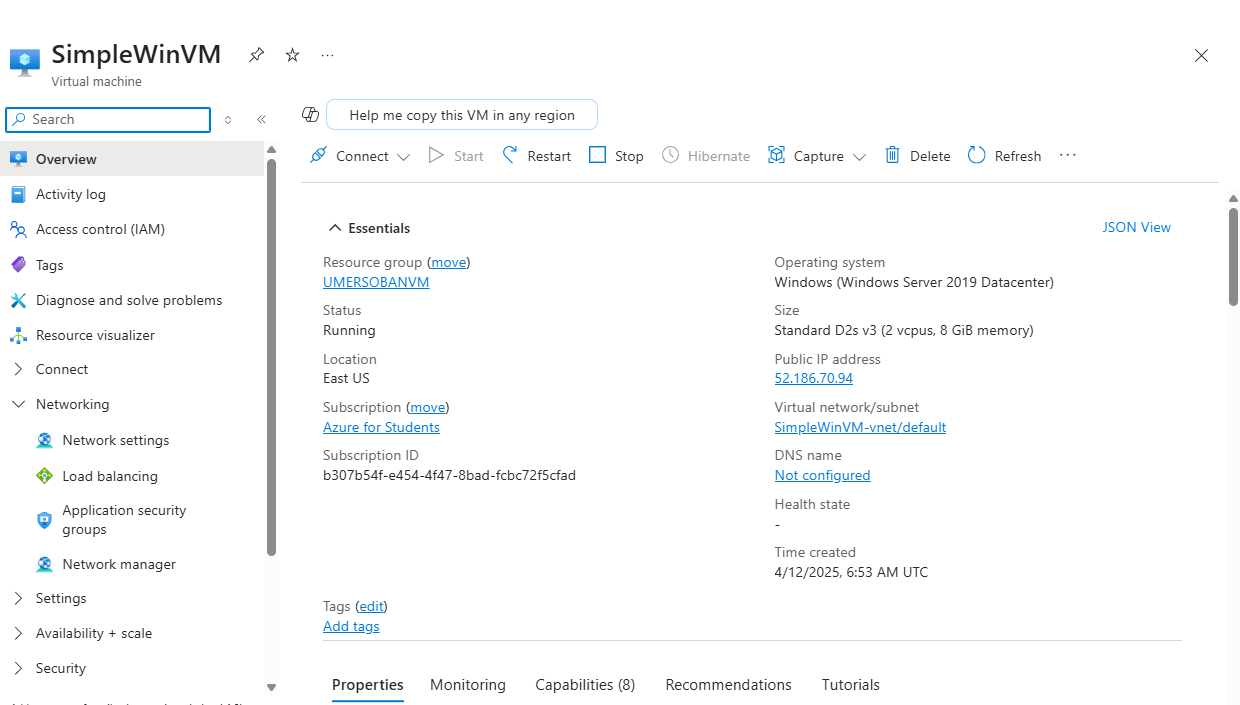 SimpleWinVM
Virtual machine
Search
Overview
Activity log
Access control (IAM)
Tags
Diagnose and solve problems
Resource visualizer
Connect
Networking
Network settings
Load balancing
Application security
groups
Network manager
Settings
Availability + scale
Security
Help me copy this VM in any region
Connect Start Restart Stop Hibernate Capture Delete Refresh
Essentials
JSON View
Resource group (move)
UMERSOBANVM
Status
Running
Location
East US
Subscription (move)
Azure for Students
Subscription ID
b307b54f-e454-4f47-8bad-fcbc72f5cfad
Operating system
Windows (Windows Server 2019 Datacenter)
Size
Standard D2s v3 (2 vcpus, 8 GiB memory)
Public IP address
52.186.70.94
Virtual network/subnet
SimpleWinVM-vnet/default
DNS name
Not configured
Health state
-
Time created
4/12/2025, 6:53 AM UTC
Tags (edit)
Add tags
Properties Monitoring Capabilities (8) Recommendations Tutorials